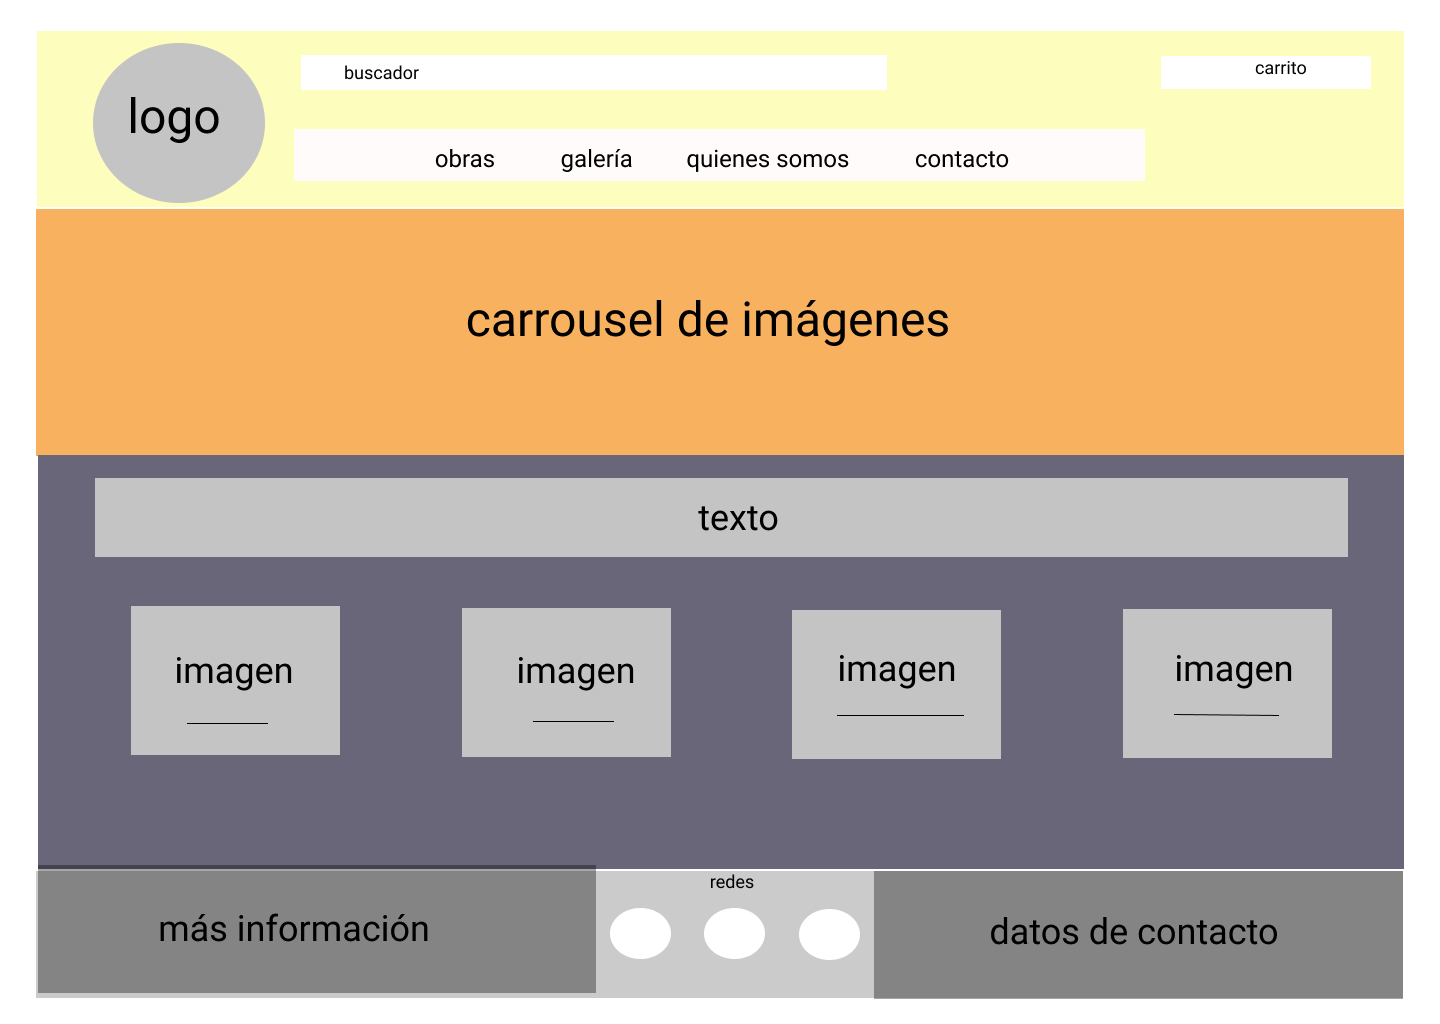 logo
buscador
carrito
obras galería quienes somos contacto
carrousel de imágenes
texto
imagen imagen imagen imagen
más información
redes
datos de contacto